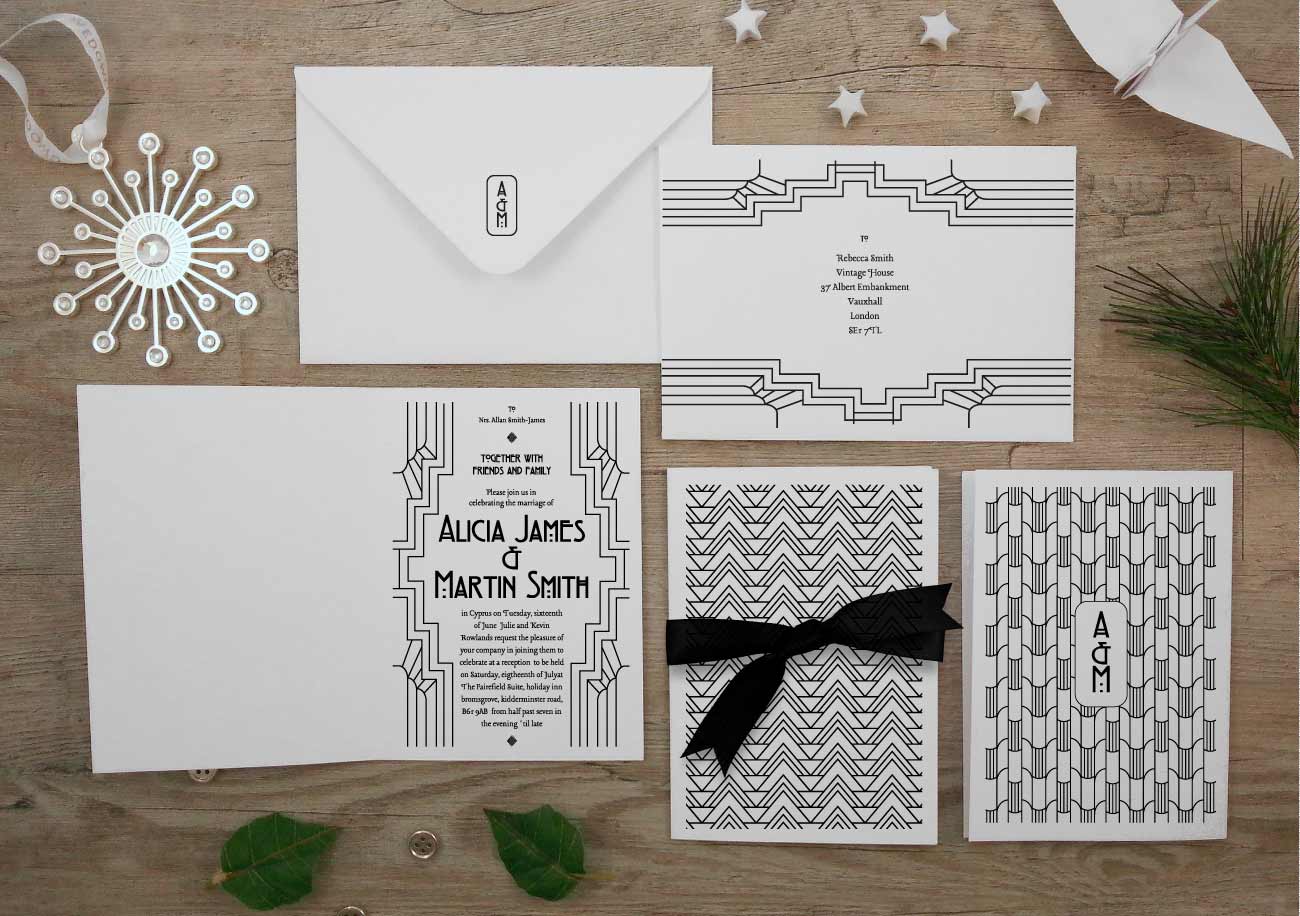 A
&
M
To
Rebecca Smith
Vintage House
37 Albert Embankment
Vauxhall
London
SE1 7TL
To
Nrs. Allan Smith-James
Together with
friends and family
Please join us in
celebrating the marriage of
Alicia James
&
Martin Smith
in Cyprus on Tuesday, sixteenth
of June Julie and Kevin
Rowlands request the pleasure of
your company in joining them to
celebrate at a reception to be held
on Saturday, eigtheenth of Julyat
The Fairefield Suite, holiday inn
bromsgrove, kidderminster road,
B61 9AB from half past seven in
the evening 'til late
A
&
M